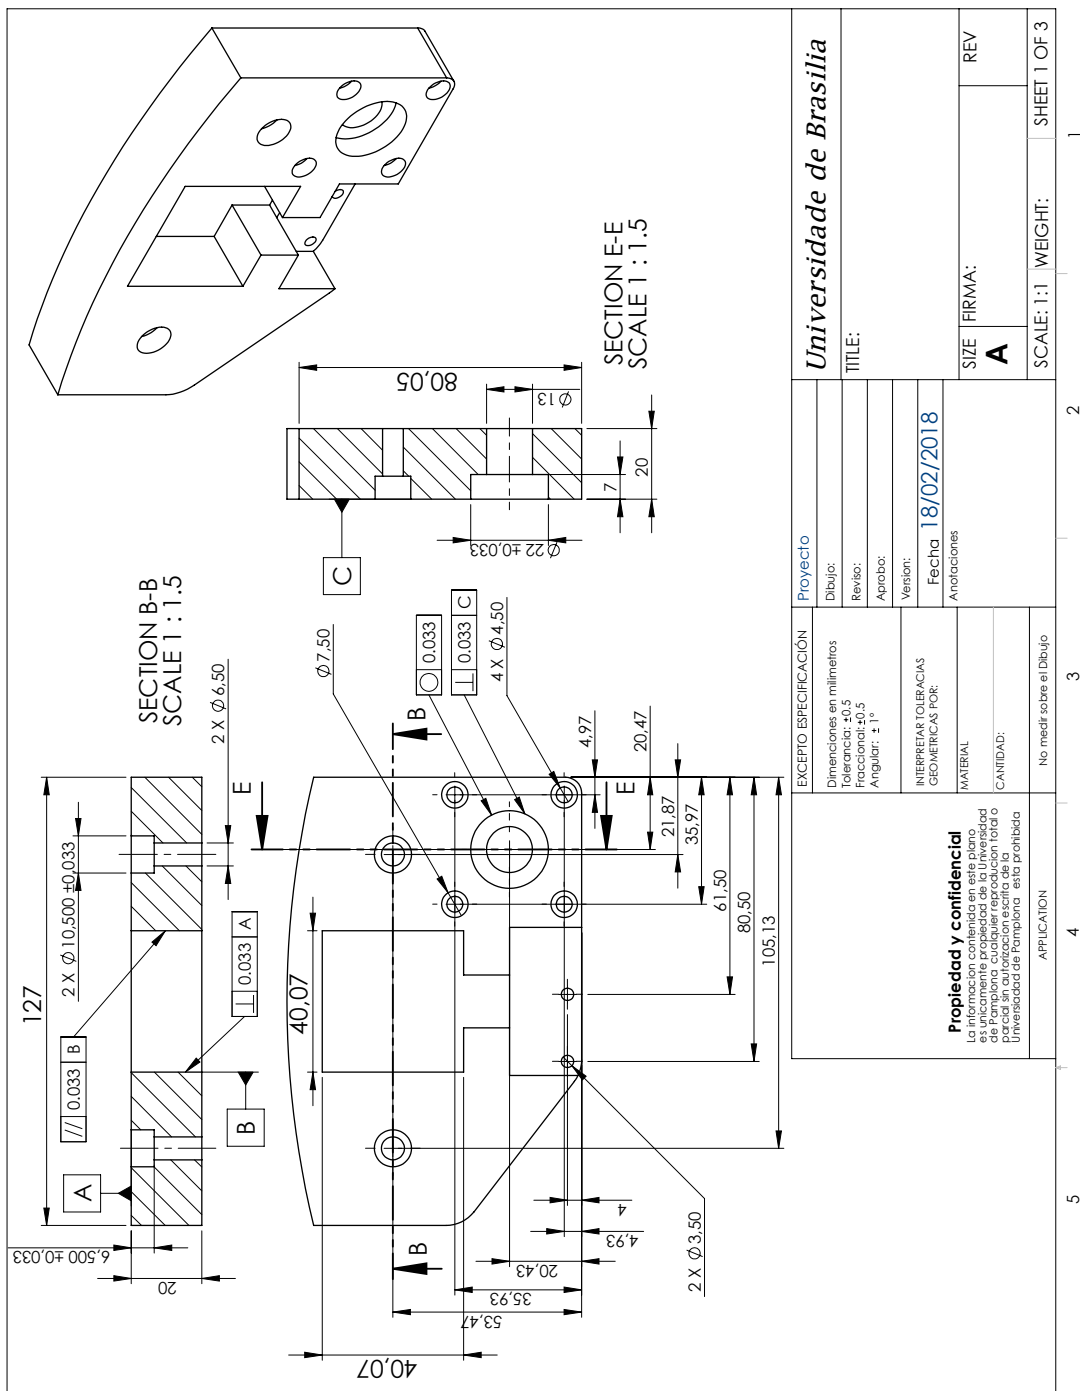 127
2 X Ø 10,500 ±0,033
// 0.033 B
⊥ 0.033 A
A
B
6,500 ±0,033
20
SECTION B-B
SCALE 1 : 1.5
2 X Ø 6,50
C
Ø 22 ±0,033
7
20
Ø 13
80,05
SECTION E-E
SCALE 1 : 1.5
E
E
B
B
40,07
40,07
Ø 7,50
○ 0.033
⊥ 0.033 C
4 X Ø 4,50
4,97
20,47
21,87
35,97
61,50
80,50
105,13
53,47
35,93
20,43
4,93
4
2 X Ø 3,50
Propiedad y confidencial
La informacion contenida en este plano
es unicamente propiedad de la Universidad
de Pamplona cualquier reproducion total o
parcial sin autorizacion escrita de la
Universiadad de Pamplona esta prohibida
APPLICATION
EXCEPTO ESPECIFICACIÓN
Dimenciones en milimetros
Tolerancia: ±0.5
Fraccional:±0.5
Angular: ± 1°
INTERPRETAR TOLERACIAS
GEOMETRICAS POR:
MATERIAL
CANTIDAD:
No medir sobre el Dibujo
Proyecto
Dibujo:
Reviso:
Aprobo:
Version:
Fecha 18/02/2018
Anotaciones
Universidade de Brasilia
TITLE:
SIZE
A
FIRMA:
REV
SCALE: 1:1
WEIGHT:
SHEET 1 OF 3
5
4
3
2
1